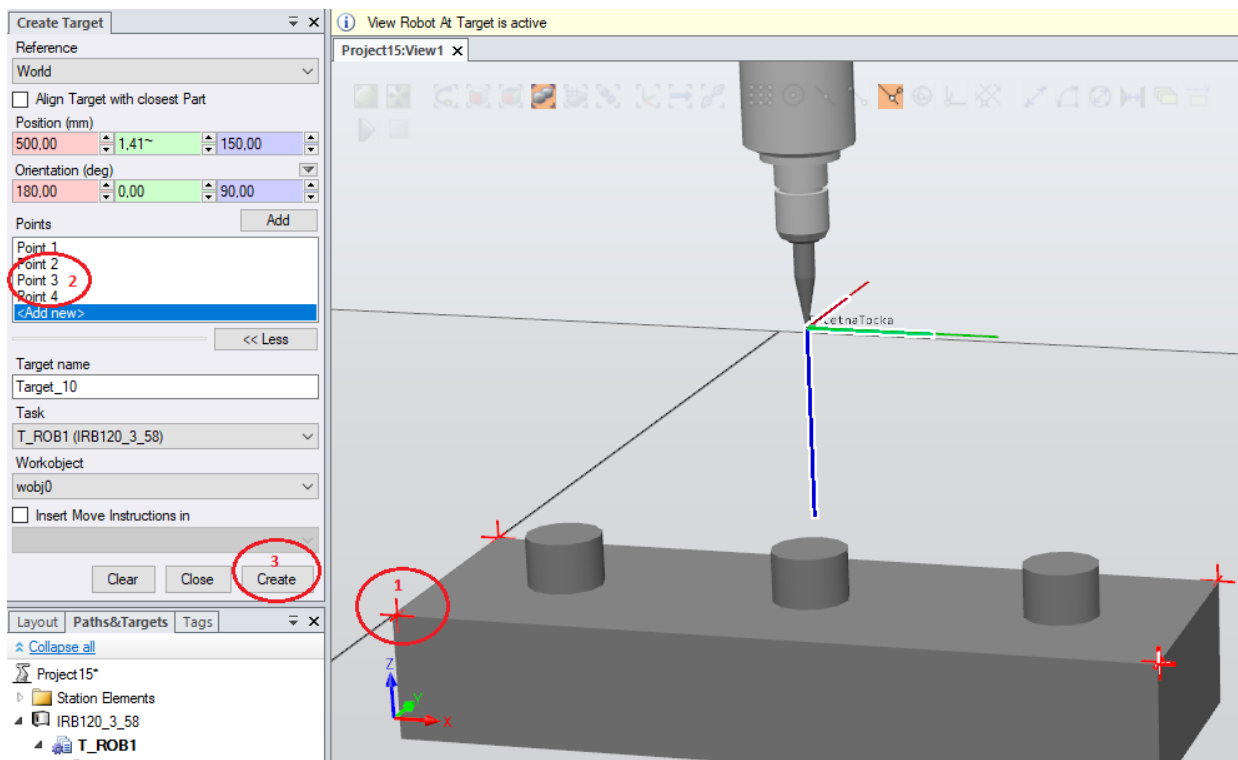 Create Target
Reference
World
Align Target with closest Part
Position (mm)
500,00 1,41~ 150,00
Orientation (deg)
180,00 0,00 90,00
Points
Add
Point 1
Point 2
Point 3 2
Point 4
<Add new>
<< Less
Target name
Target_10
Task
T_ROB1 (IRB120_3_58)
Workobject
wobj0
Insert Move Instructions in
3
Clear Close Create
Layout Paths&Targets Tags
Collapse all
Project15*
Station Elements
IRB120_3_58
T_ROB1
View Robot At Target is active
Project15:View1
etnaTocka
1
Z
Y
X